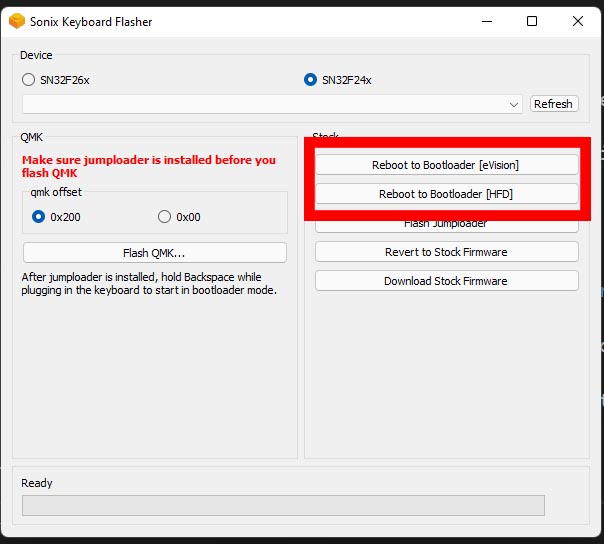 Sonix Keyboard Flasher
Device
SN32F26x
SN32F24x
Refresh
QMK
Make sure jumploader is installed before you
flash QMK
qmk offset
0x200
0x00
Flash QMK...
After jumploader is installed, hold Backspace while
plugging in the keyboard to start in bootloader mode.
Stock
Reboot to Bootloader [eVision]
Reboot to Bootloader [HFD]
Flash Jumploader
Revert to Stock Firmware
Download Stock Firmware
Ready